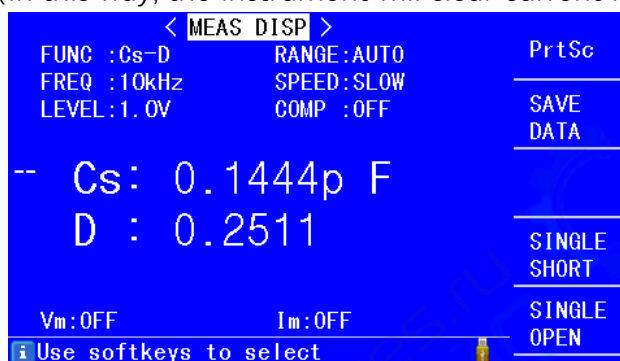 < MEAS DISP >
FUNC :Cs-D RANGE:AUTO
FREQ :10kHz SPEED:SLOW
LEVEL:1.0V COMP :OFF
-- Cs: 0.1444p F
D : 0.2511
Vm:OFF Im:OFF
Use softkeys to select
PrtSc
SAVE
DATA
SINGLE
SHORT
SINGLE
OPEN